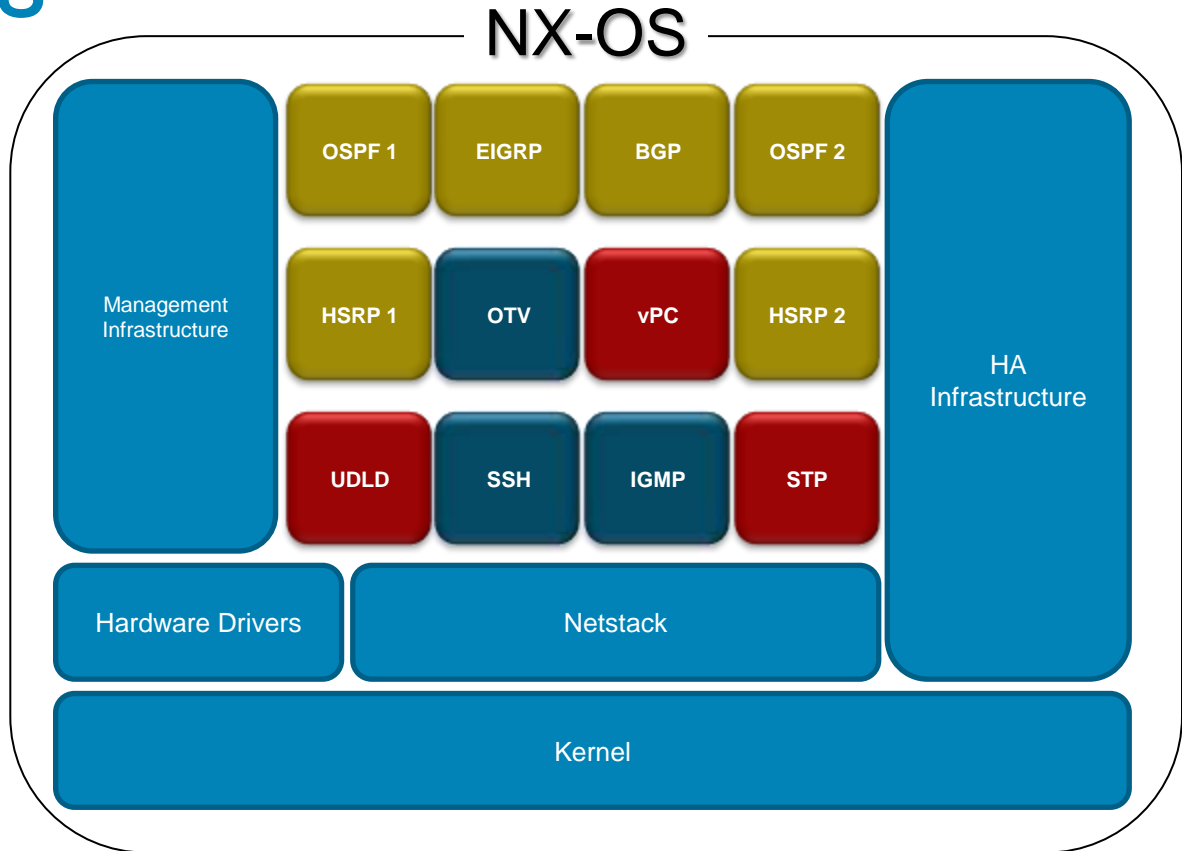 NX-OS
OSPF 1
EIGRP
BGP
OSPF 2
Management
Infrastructure
HSRP 1
OTV
vPC
HSRP 2
HA
Infrastructure
UDLD
SSH
IGMP
STP
Hardware Drivers
Netstack
Kernel